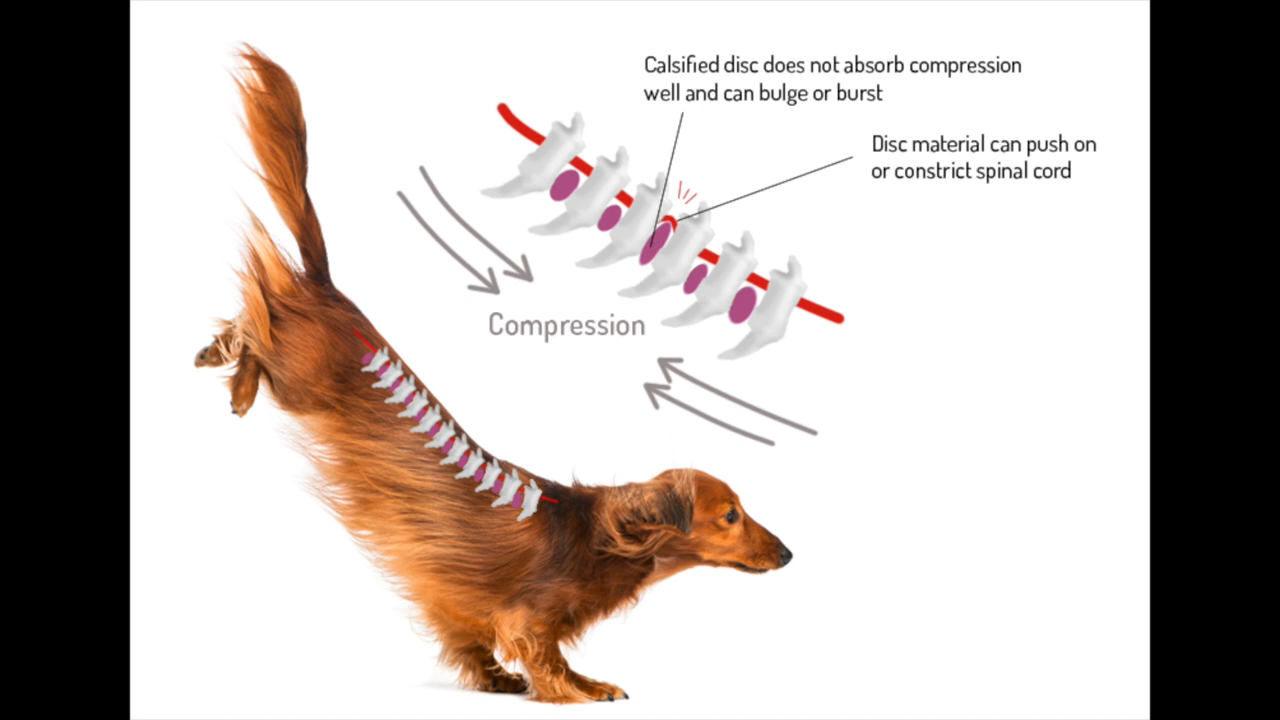 Calsified disc does not absorb compression
well and can bulge or burst
Disc material can push on
or constrict spinal cord
Compression